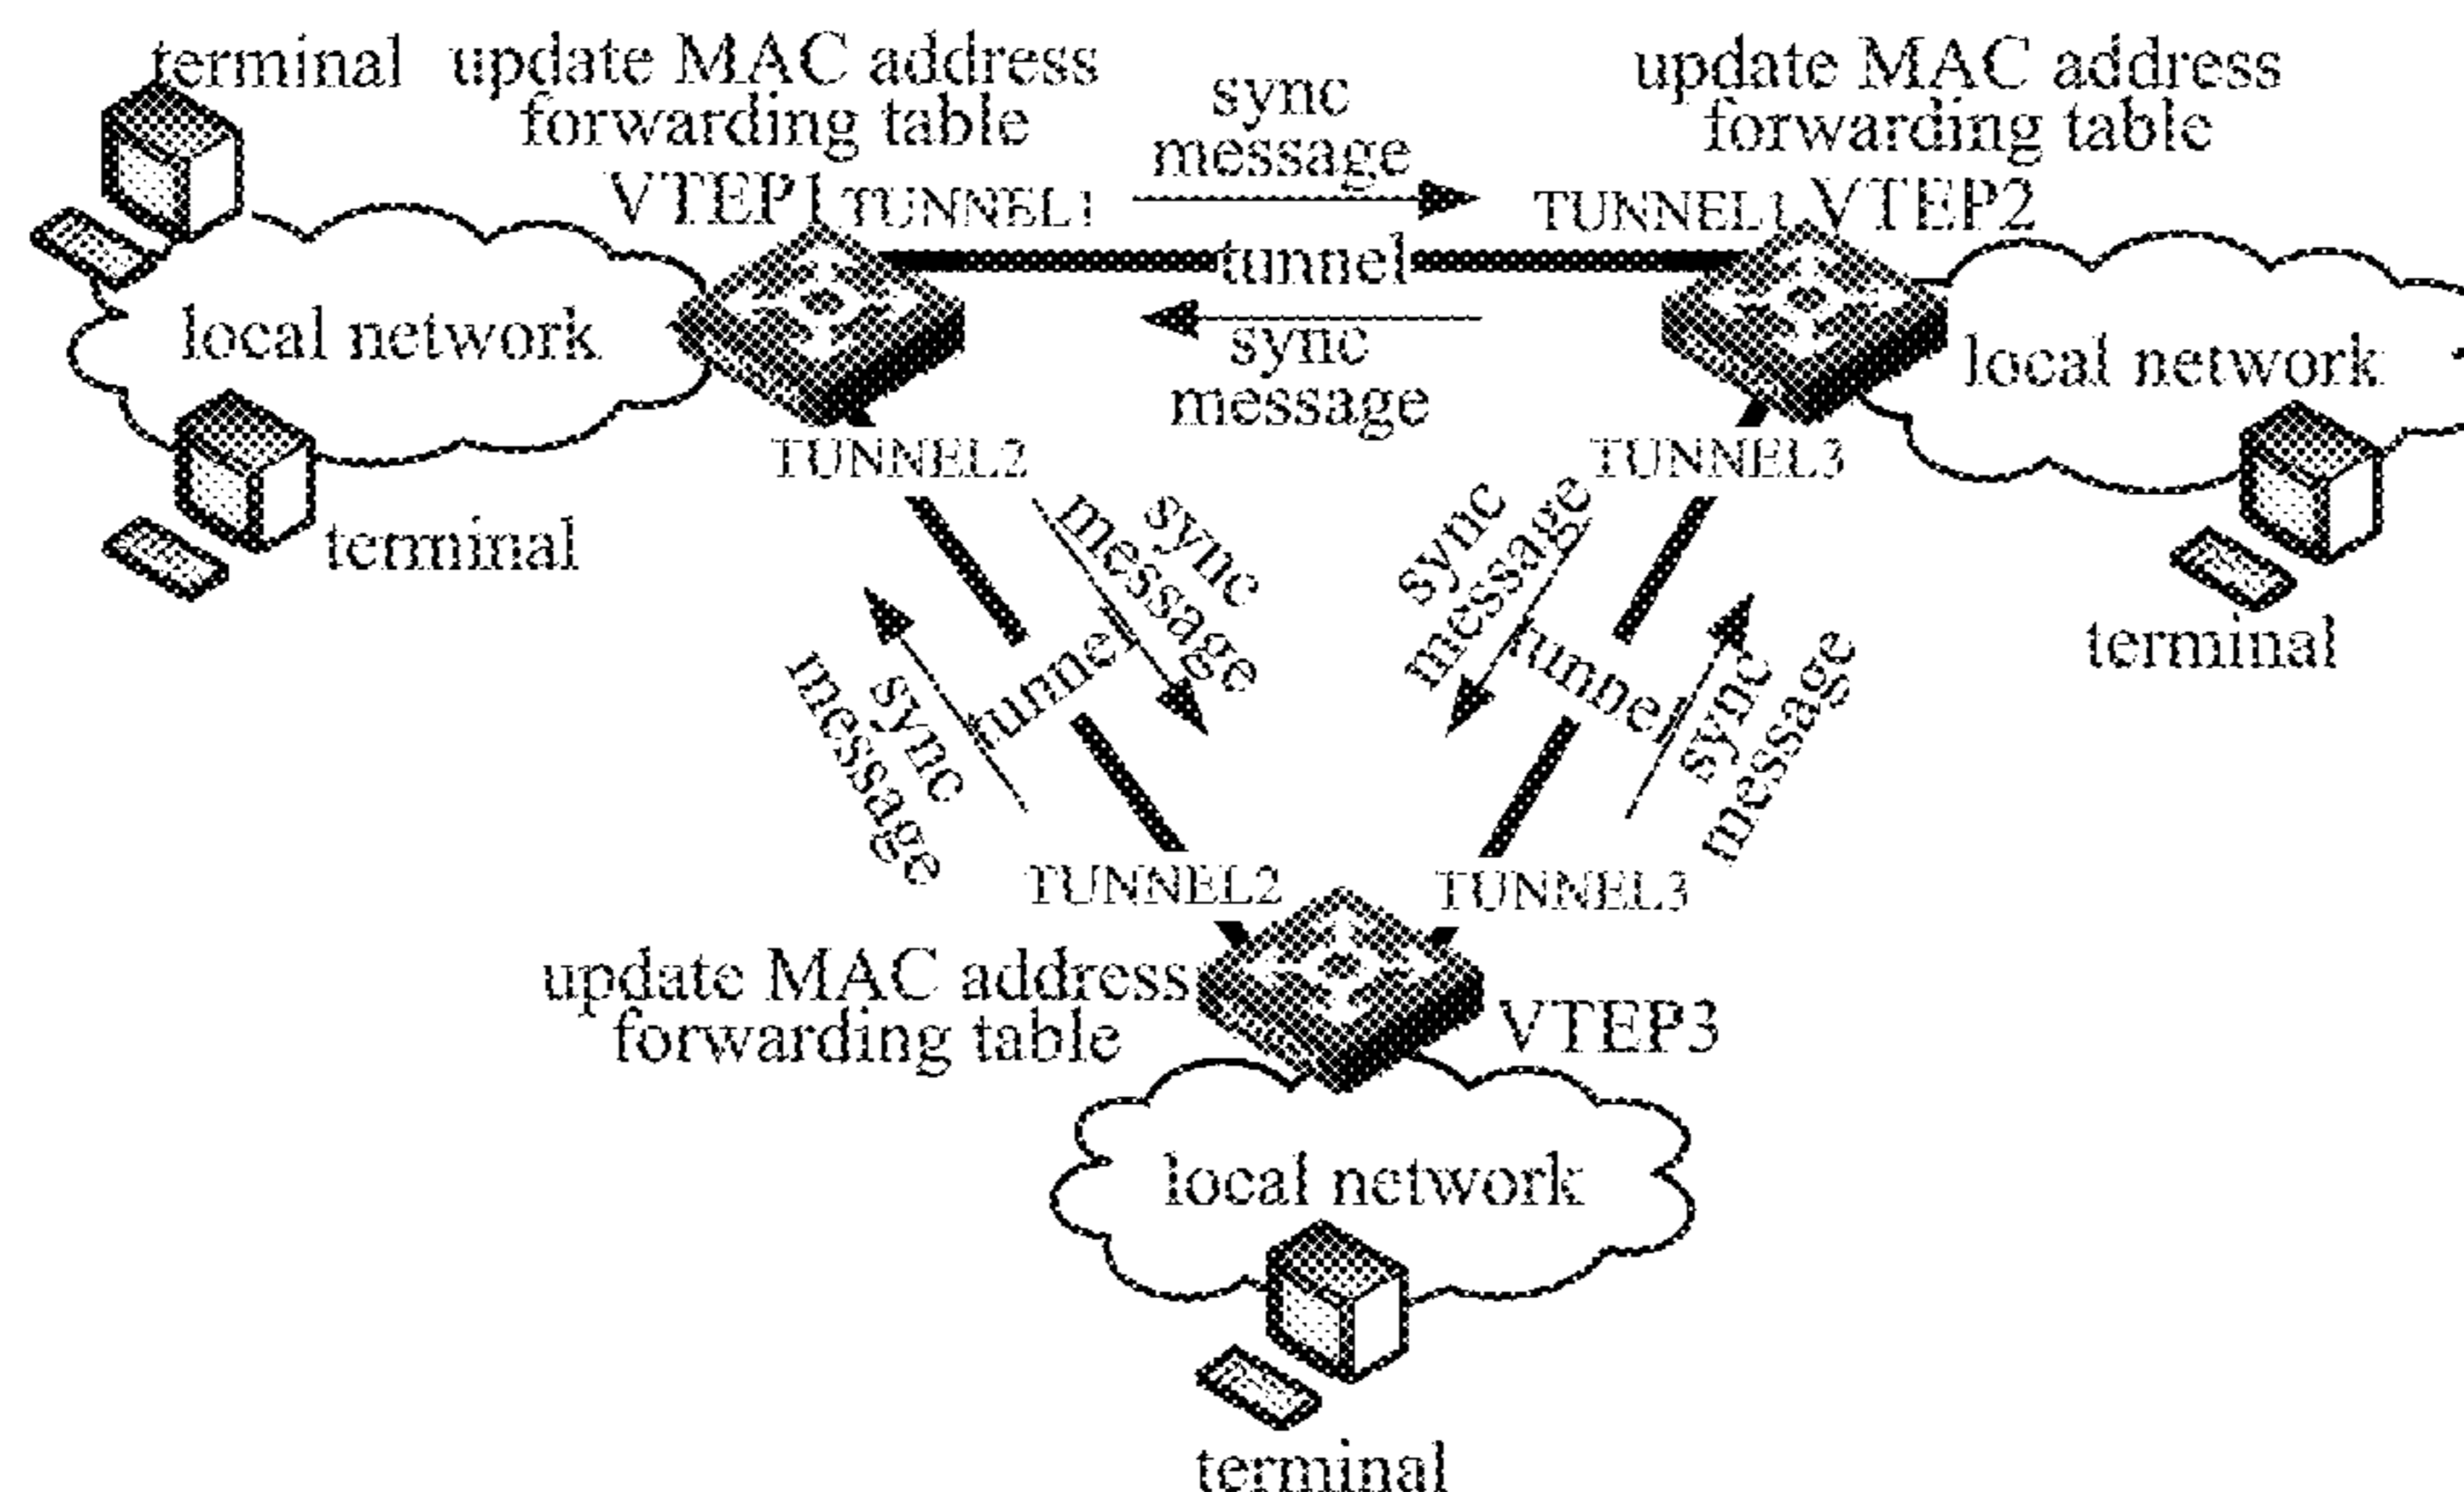 terminal
update MAC address
forwarding table
VTEP1
TUNNEL1
sync
message
update MAC address
forwarding table
TUNNEL1
VTEP2
tunnel
sync
message
local network
local network
TUNNEL2
TUNNEL3
terminal
terminal
sync
message
sync
message
tunnel
tunnel
sync
message
sync
message
TUNNEL2
TUNNEL3
update MAC address
forwarding table
VTEP3
local network
terminal